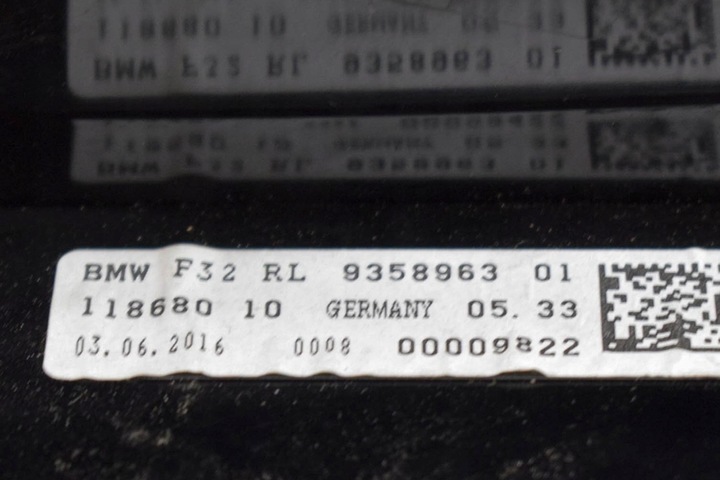 BMW F32 RL 9358963 01
118680 10 GERMANY 05. 33
03.06.2016 0008 00009822